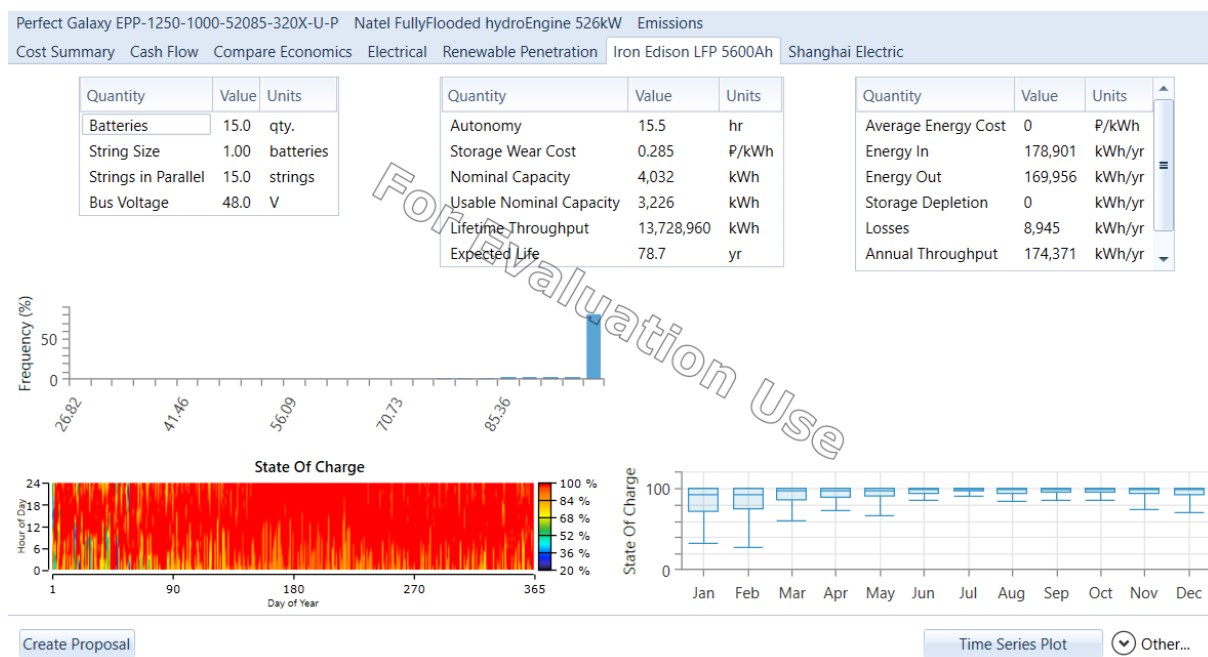 Perfect Galaxy EPP-1250-1000-52085-320X-U-P Natel FullyFlooded hydroEngine 526kW Emissions
Cost Summary Cash Flow Compare Economics Electrical Renewable Penetration Iron Edison LFP 5600Ah Shanghai Electric
Quantity Value Units
Batteries 15.0 qty.
String Size 1.00 batteries
Strings in Parallel 15.0 strings
Bus Voltage 48.0 V
Quantity Value Units
Autonomy 15.5 hr
Storage Wear Cost 0.285 ₽/kWh
Nominal Capacity 4,032 kWh
Usable Nominal Capacity 3,226 kWh
Lifetime Throughput 13,728,960 kWh
Expected Life 78.7 yr
Quantity Value Units
Average Energy Cost 0 ₽/kWh
Energy In 178,901 kWh/yr
Energy Out 169,956 kWh/yr
Storage Depletion 0 kWh/yr
Losses 8,945 kWh/yr
Annual Throughput 174,371 kWh/yr
For Evaluation Use
Frequency (%)
50
0
26.82 41.46 56.09 70.73 85.36
State Of Charge
Hour of Day
24
18
12
6
0
1 90 180 270 365
Day of Year
100 %
84 %
68 %
52 %
36 %
20 %
State Of Charge
100
0
Jan Feb Mar Apr May Jun Jul Aug Sep Oct Nov Dec
Create Proposal
Time Series Plot
Other...